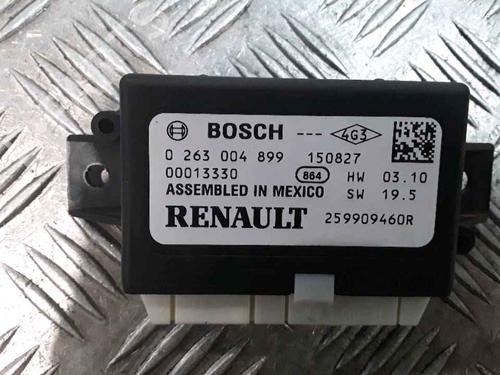 BOSCH --- 4G3
0 263 004 899 150827
00013330 864 HW 03.10
ASSEMBLED IN MEXICO SW 19.5
RENAULT 259909460R